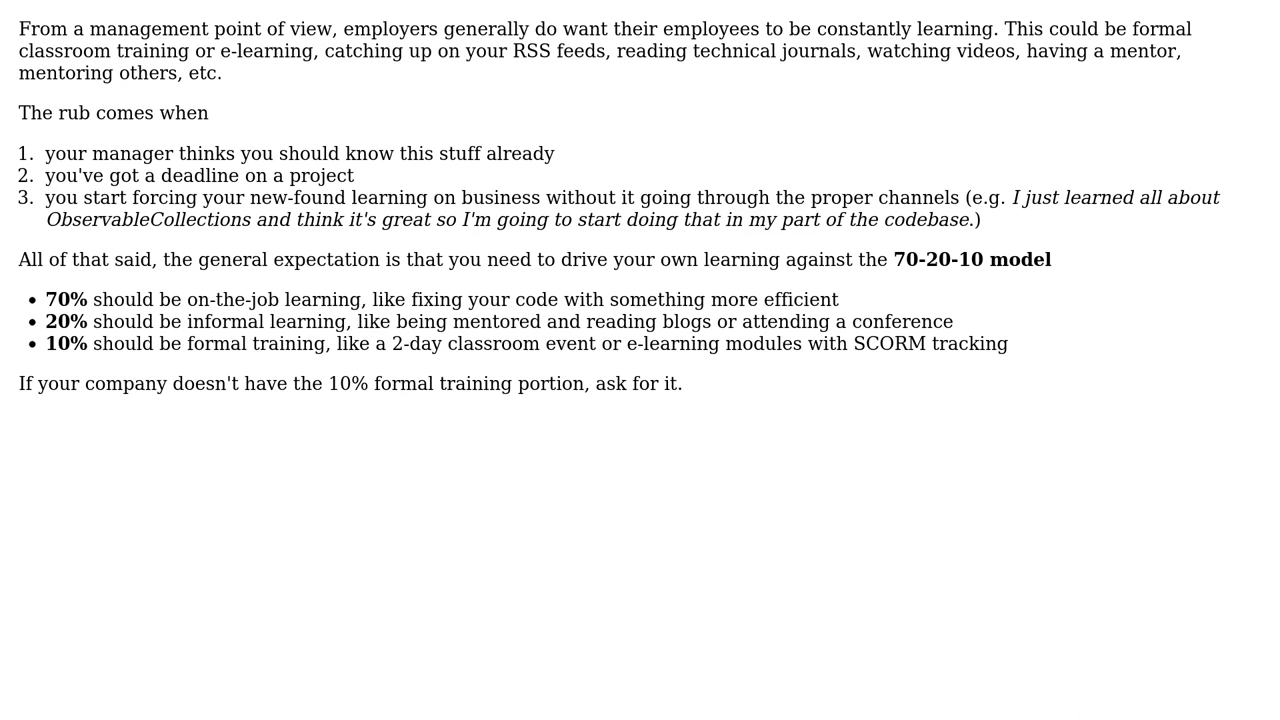 From a management point of view, employers generally do want their employees to be constantly learning. This could be formal
classroom training or e-learning, catching up on your RSS feeds, reading technical journals, watching videos, having a mentor,
mentoring others, etc.
The rub comes when
1. your manager thinks you should know this stuff already
2. you've got a deadline on a project
3. you start forcing your new-found learning on business without it going through the proper channels (e.g. I just learned all about
ObservableCollections and think it's great so I'm going to start doing that in my part of the codebase.)
All of that said, the general expectation is that you need to drive your own learning against the 70-20-10 model
• 70% should be on-the-job learning, like fixing your code with something more efficient
• 20% should be informal learning, like being mentored and reading blogs or attending a conference
• 10% should be formal training, like a 2-day classroom event or e-learning modules with SCORM tracking
If your company doesn't have the 10% formal training portion, ask for it.